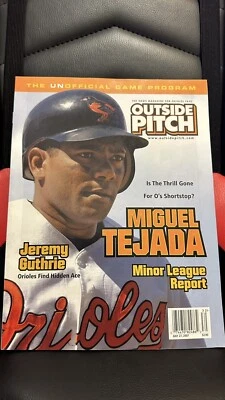 THE UNOFFICIAL GAME PROGRAM
THE NEWS MAGAZINE FOR ORIOLES FANS
OUTSIDE
PITCH
www.outsidepitch.com
Is The Thrill Gone
For O's Shortstop?
MIGUEL
TEJADA
Jeremy
Guthrie
Orioles Find Hidden Ace
Minor League
Report
Orioles